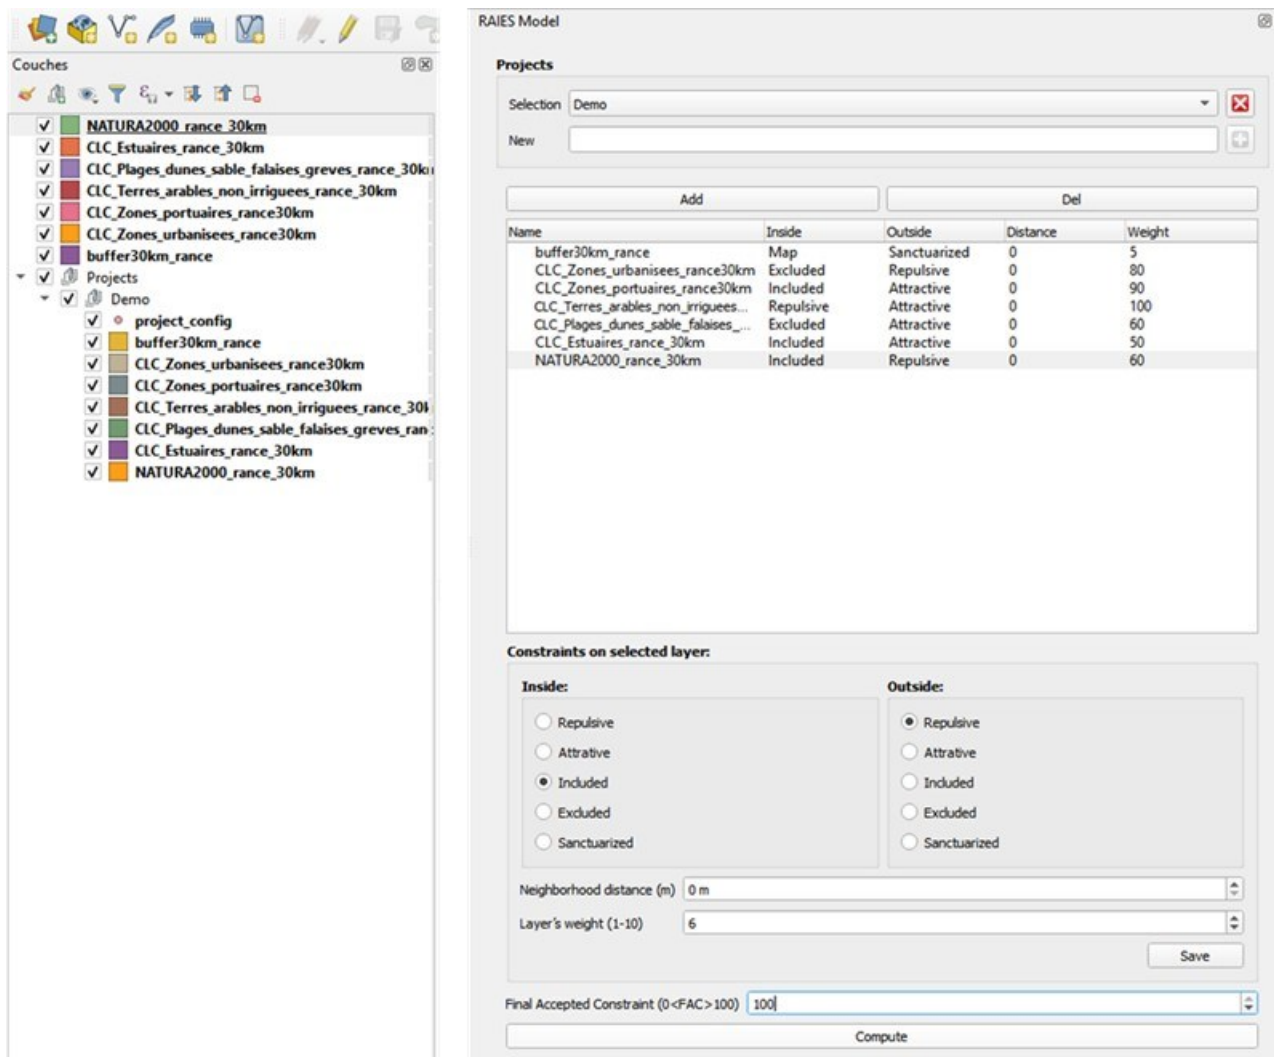 Couches
NATURA2000_rance_30km
CLC_Estuaires_rance_30km
CLC_Plages_dunes_sable_falaises_greves_rance_30k
CLC_Terres_arables_non_irriguees_rance_30km
CLC_Zones_portuaires_rance30km
CLC_Zones_urbanisees_rance30km
buffer30km_rance
Projects
Demo
project_config
buffer30km_rance
CLC_Zones_urbanisees_rance30km
CLC_Zones_portuaires_rance30km
CLC_Terres_arables_non_irriguees_rance_30
CLC_Plages_dunes_sable_falaises_greves_ran
CLC_Estuaires_rance_30km
NATURA2000_rance_30km
RAIES Model
Projects
Selection Demo
New
Add Del
Name Inside Outside Distance Weight
buffer30km_rance Map Sanctuarized 0 5
CLC_Zones_urbanisees_rance30km Excluded Repulsive 0 80
CLC_Zones_portuaires_rance30km Included Attractive 0 90
CLC_Terres_arables_non_irriguees... Repulsive Attractive 0 100
CLC_Plages_dunes_sable_falaises_... Excluded Attractive 0 60
CLC_Estuaires_rance_30km Included Attractive 0 50
NATURA2000_rance_30km Included Repulsive 0 60
Constraints on selected layer:
Inside: Outside:
Repulsive Repulsive
Attrative Attrative
Included Included
Excluded Excluded
Sanctuarized Sanctuarized
Neighborhood distance (m) 0 m
Layer's weight (1-10) 6
Save
Final Accepted Constraint (0<FAC>100) 100
Compute